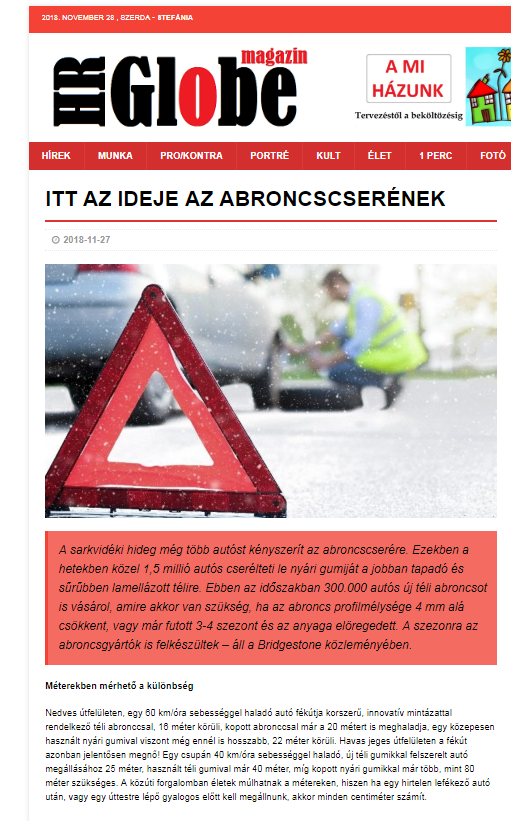 2018. NOVEMBER 28 , SZERDA - STEFÁNIA
HR Globe magazin
A MI
HÁZUNK
Tervezéstől a beköltözésig
HÍREK MUNKA PRO/KONTRA PORTRÉ KULT ÉLET 1 PERC FOTÓ
ITT AZ IDEJE AZ ABRONCSCSERÉNEK
2018-11-27
A sarkvidéki hideg még több autóst kényszerít az abroncscserére. Ezekben a
hetekben közel 1,5 millió autós cserélteti le nyári gumiját a jobban tapadó és
sűrűbben lamellázott télire. Ebben az időszakban 300.000 autós új téli abroncsot
is vásárol, amire akkor van szükség, ha az abroncs profilmélysége 4 mm alá
csökkent, vagy már futott 3-4 szezont és az anyaga elöregedett. A szezonra az
abroncsgyártók is felkészültek – áll a Bridgestone közleményében.
Méterekben mérhető a különbség
Nedves útfelületen, egy 60 km/óra sebességgel haladó autó fékútja korszerű, innovatív mintázattal
rendelkező téli abronccsal, 16 méter körüli, kopott abronccsal már a 20 métert is meghaladja, egy közepesen
használt nyári gumival viszont még ennél is hosszabb, 22 méter körüli. Havas jeges útfelületen a fékút
azonban jelentősen megnő! Egy csupán 40 km/óra sebességgel haladó, új téli gumikkal felszerelt autó
megállásához 25 méter, használt téli gumival már 40 méter, míg kopott nyári gumikkal már több, mint 80
méter szükséges. A közúti forgalomban életek múlhatnak a métereken, hiszen ha egy hirtelen lefékező autó
után, vagy egy úttestre lépő gyalogos előtt kell megállnunk, akkor minden centiméter számít.